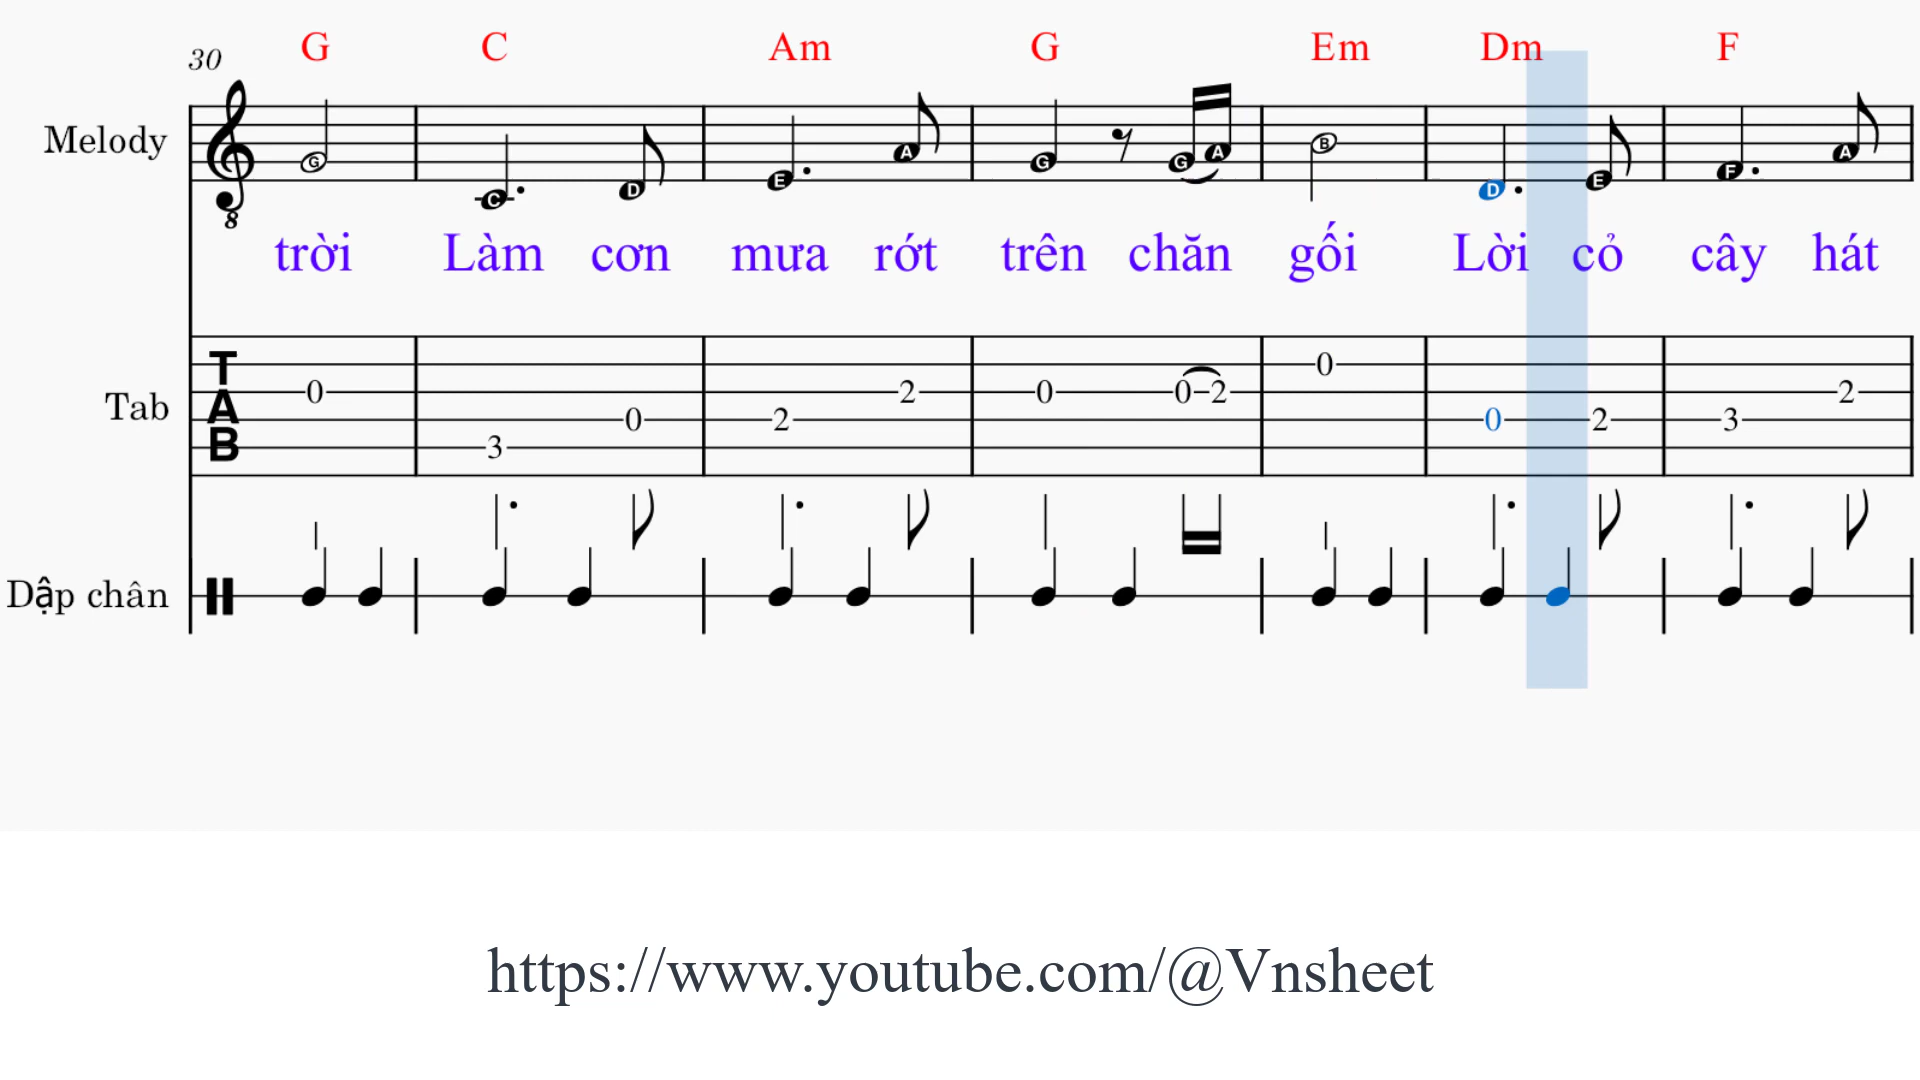 30 G C Am G Em Dm F
Melody
8
G C D E A G G A B D E F A
trời Làm cơn mưa rớt trên chăn gối Lời cỏ cây hát
Tab TAB 0 3 0 2 2 0 0 2 0 0 2 3 2
Dập chân
https://www.youtube.com/@Vnsheet